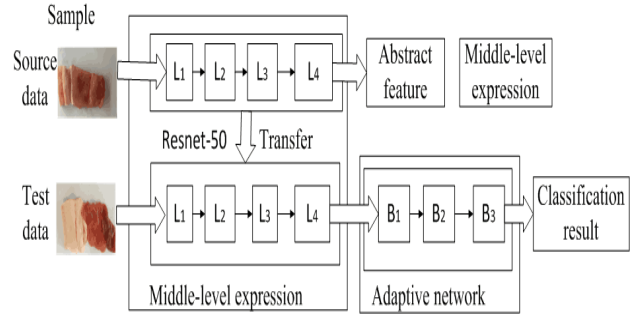 Sample
Source data
L1 L2 L3 L4
Abstract feature
Middle-level expression
Resnet-50 Transfer
Test data
L1 L2 L3 L4
B1 B2 B3
Classification result
Middle-level expression
Adaptive network